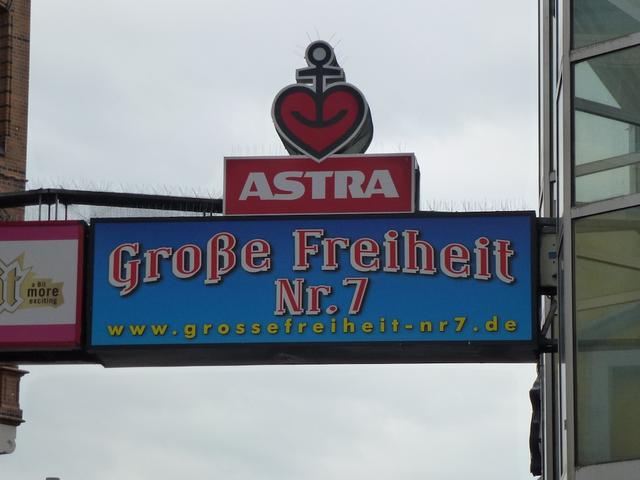 ASTRA
Große Freiheit
Nr. 7
www.grossefreiheit-nr7.de
a Bit
more
exciting